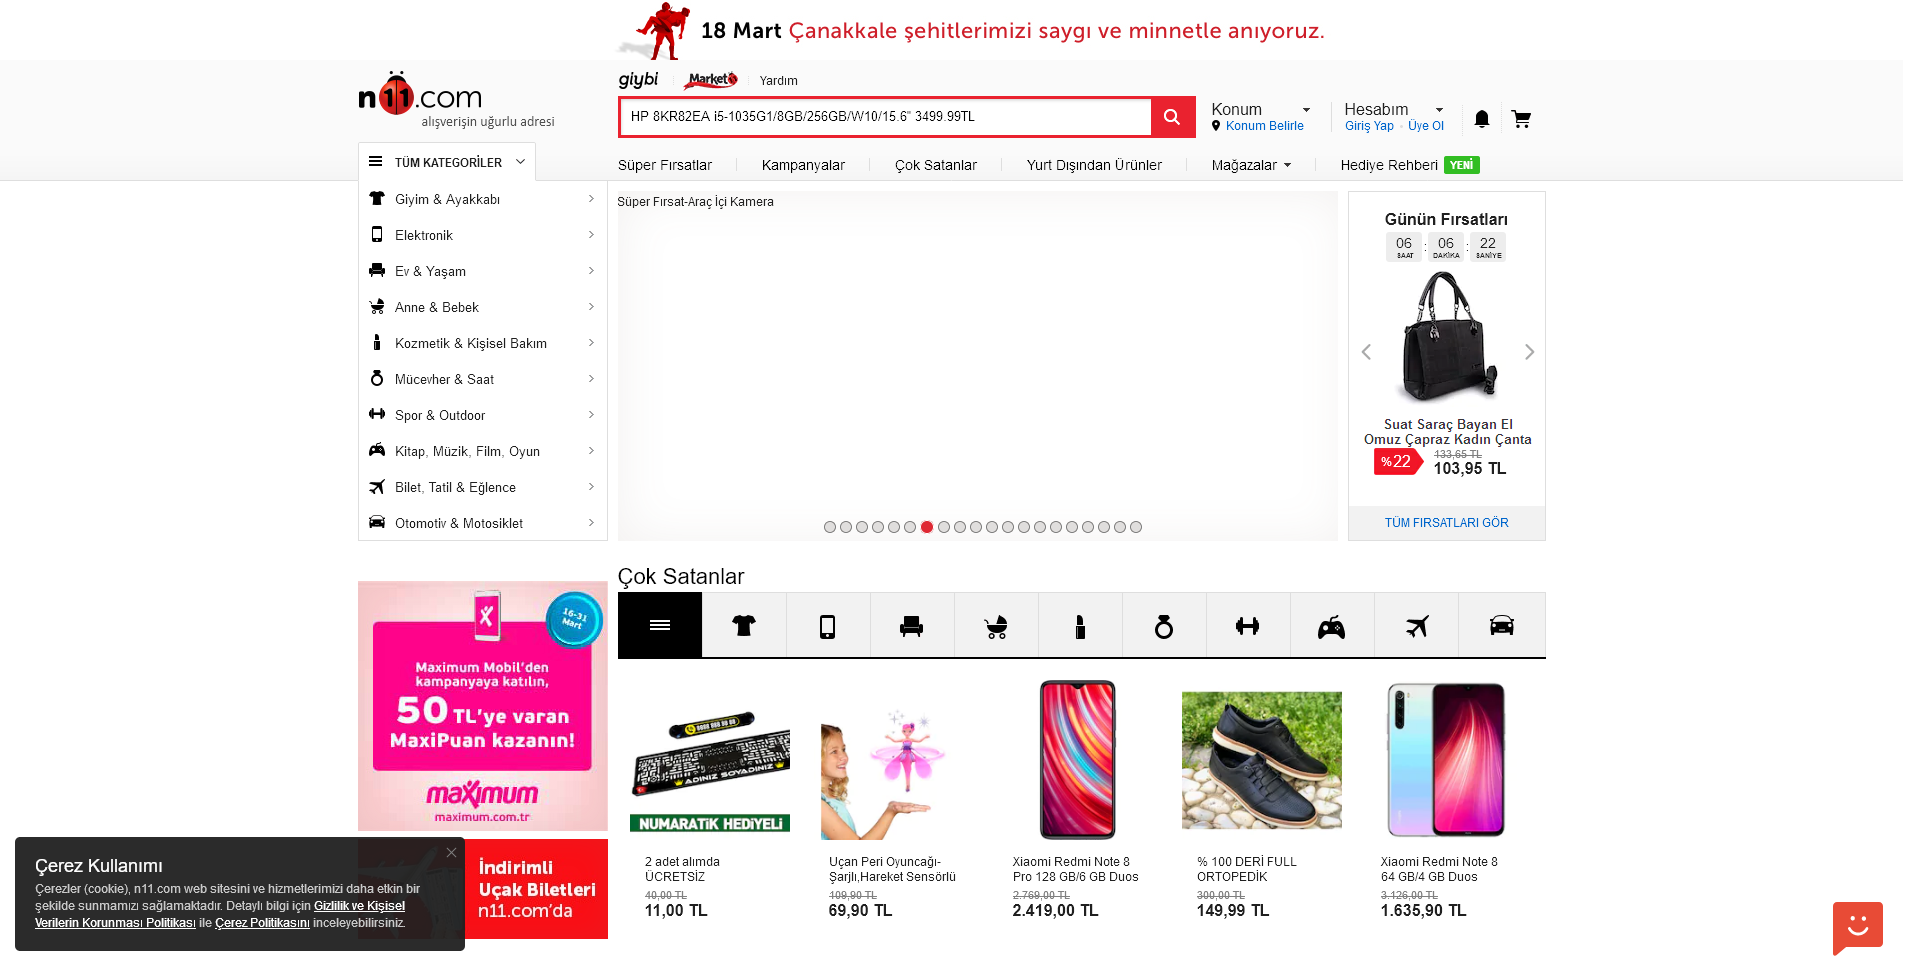 18 Mart Çanakkale şehitlerimizi saygı ve minnetle anıyoruz.
giybi
Market
Yardım
n11.com
alışverişin uğurlu adresi
HP 8KR82EA i5-1035G1/8GB/256GB/W10/15.6" 3499.99TL
Konum
Konum Belirle
Hesabım
Giriş Yap
Üye Ol
TÜM KATEGORİLER
Süper Fırsatlar
Kampanyalar
Çok Satanlar
Yurt Dışından Ürünler
Mağazalar
Hediye Rehberi YENİ
Giyim & Ayakkabı
Elektronik
Ev & Yaşam
Anne & Bebek
Kozmetik & Kişisel Bakım
Mücevher & Saat
Spor & Outdoor
Kitap, Müzik, Film, Oyun
Bilet, Tatil & Eğlence
Otomotiv & Motosiklet
Süper Fırsat-Araç İçi Kamera
Günün Fırsatları
06 : 06 : 22
SAAT DAKİKA SANİYE
Suat Saraç Bayan El
Omuz Çapraz Kadın Çanta
%22
133,65 TL
103,95 TL
TÜM FIRSATLARI GÖR
16-31
Mart
Maximum Mobil'den
kampanyaya katılın,
50 TL'ye varan
MaxiPuan kazanın!
maximum
maximum.com.tr
İndirimli
Uçak Biletleri
n11.com'da
Çok Satanlar
ADINIZ SOYADINIZ
NUMARATİK HEDİYELİ
2 adet alımda
ÜCRETSİZ
40,00 TL
11,00 TL
Uçan Peri Oyuncağı-
Şarjlı,Hareket Sensörlü
109,90 TL
69,90 TL
Xiaomi Redmi Note 8
Pro 128 GB/6 GB Duos
2.769,00 TL
2.419,00 TL
% 100 DERİ FULL
ORTOPEDİK
300,00 TL
149,99 TL
Xiaomi Redmi Note 8
64 GB/4 GB Duos
3.126,00 TL
1.635,90 TL
Çerez Kullanımı
Çerezler (cookie), n11.com web sitesini ve hizmetlerimizi daha etkin bir
şekilde sunmamızı sağlamaktadır. Detaylı bilgi için Gizlilik ve Kişisel
Verilerin Korunması Politikası ile Çerez Politikasını inceleyebilirsiniz.